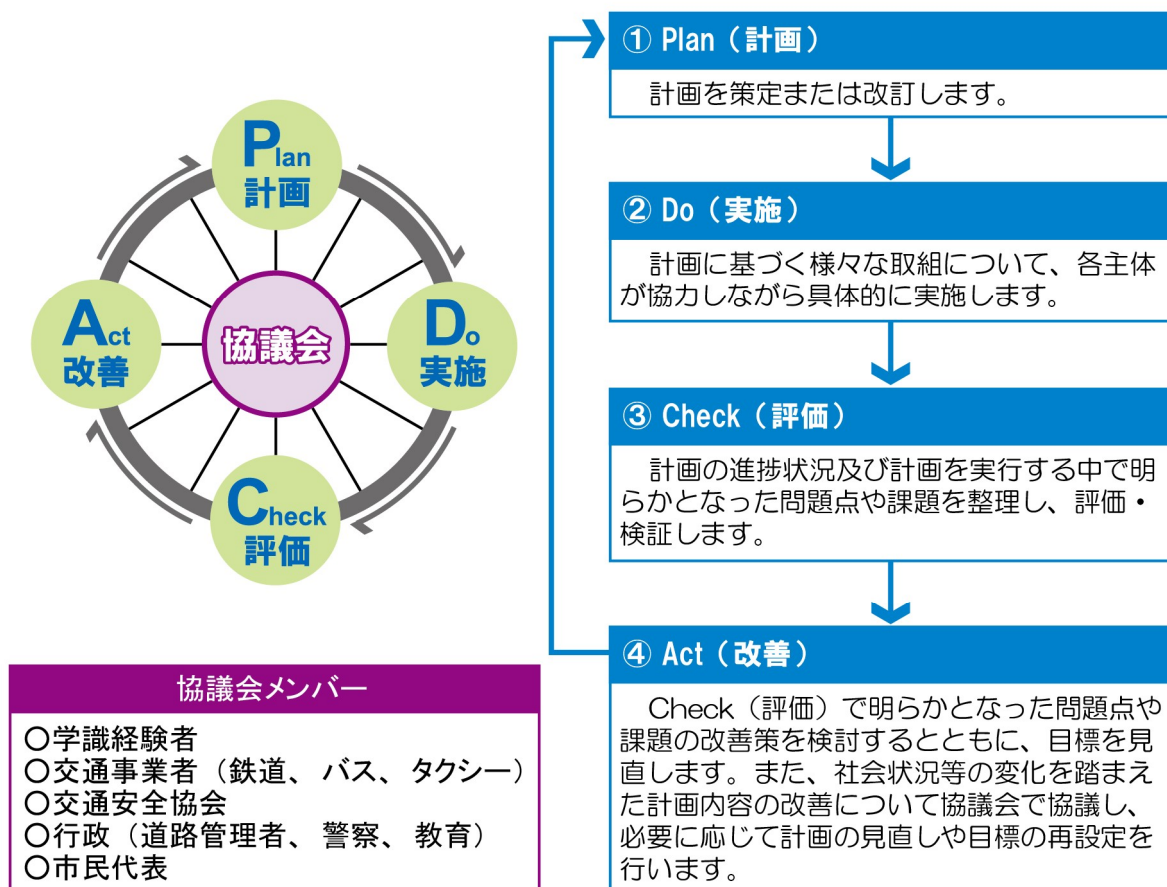 Plan
計画
Act
改善
協議会
Do
実施
Check
評価
協議会メンバー
○学識経験者
○交通事業者（鉄道、バス、タクシー）
○交通安全協会
○行政（道路管理者、警察、教育）
○市民代表
① Plan（計画）
計画を策定または改訂します。
② Do（実施）
計画に基づく様々な取組について、各主体
が協力しながら具体的に実施します。
③ Check（評価）
計画の進捗状況及び計画を実行する中で明
らかとなった問題点や課題を整理し、評価・
検証します。
④ Act（改善）
Check（評価）で明らかとなった問題点や
課題の改善策を検討するとともに、目標を見
直します。また、社会状況等の変化を踏まえ
た計画内容の改善について協議会で協議し、
必要に応じて計画の見直しや目標の再設定を
行います。